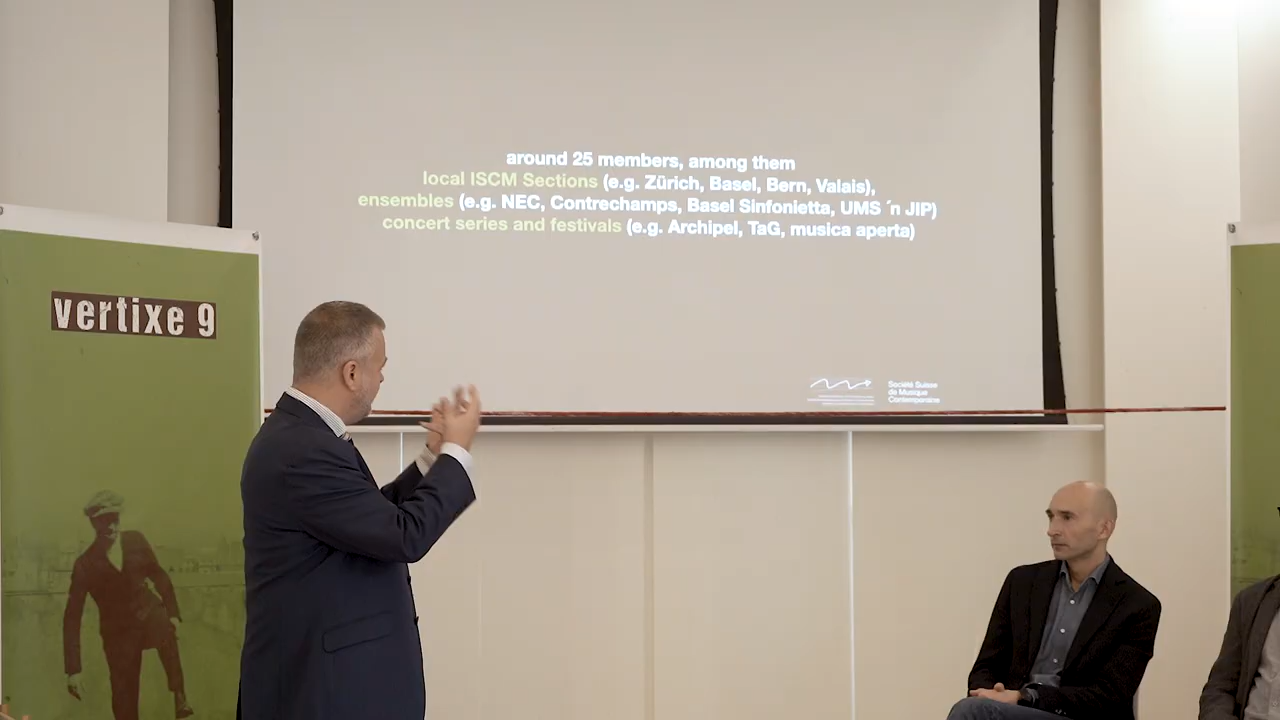 around 25 members, among them
local ISCM Sections (e.g. Zürich, Basel, Bern, Valais),
ensembles (e.g. NEC, Contrechamps, Basel Sinfonietta, UMS ´n JIP)
concert series and festivals (e.g. Archipel, TaG, musica aperta)
vertixe 9
Société Suisse
de Musique
Contemporaine